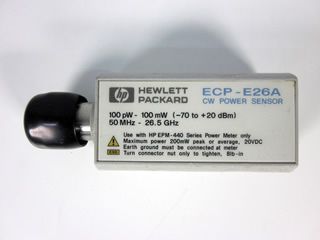 hp HEWLETT PACKARD
ECP-E26A
CW POWER SENSOR
100 pW - 100 mW (-70 to +20 dBm)
50 MHz - 26.5 GHz
Use with HP EPM-440 Series Power Meter only
Maximum power 200mW peak or average, 20VDC
Earth ground must be connected at meter
ESD Turn connector nut only to tighten, 8lb-in